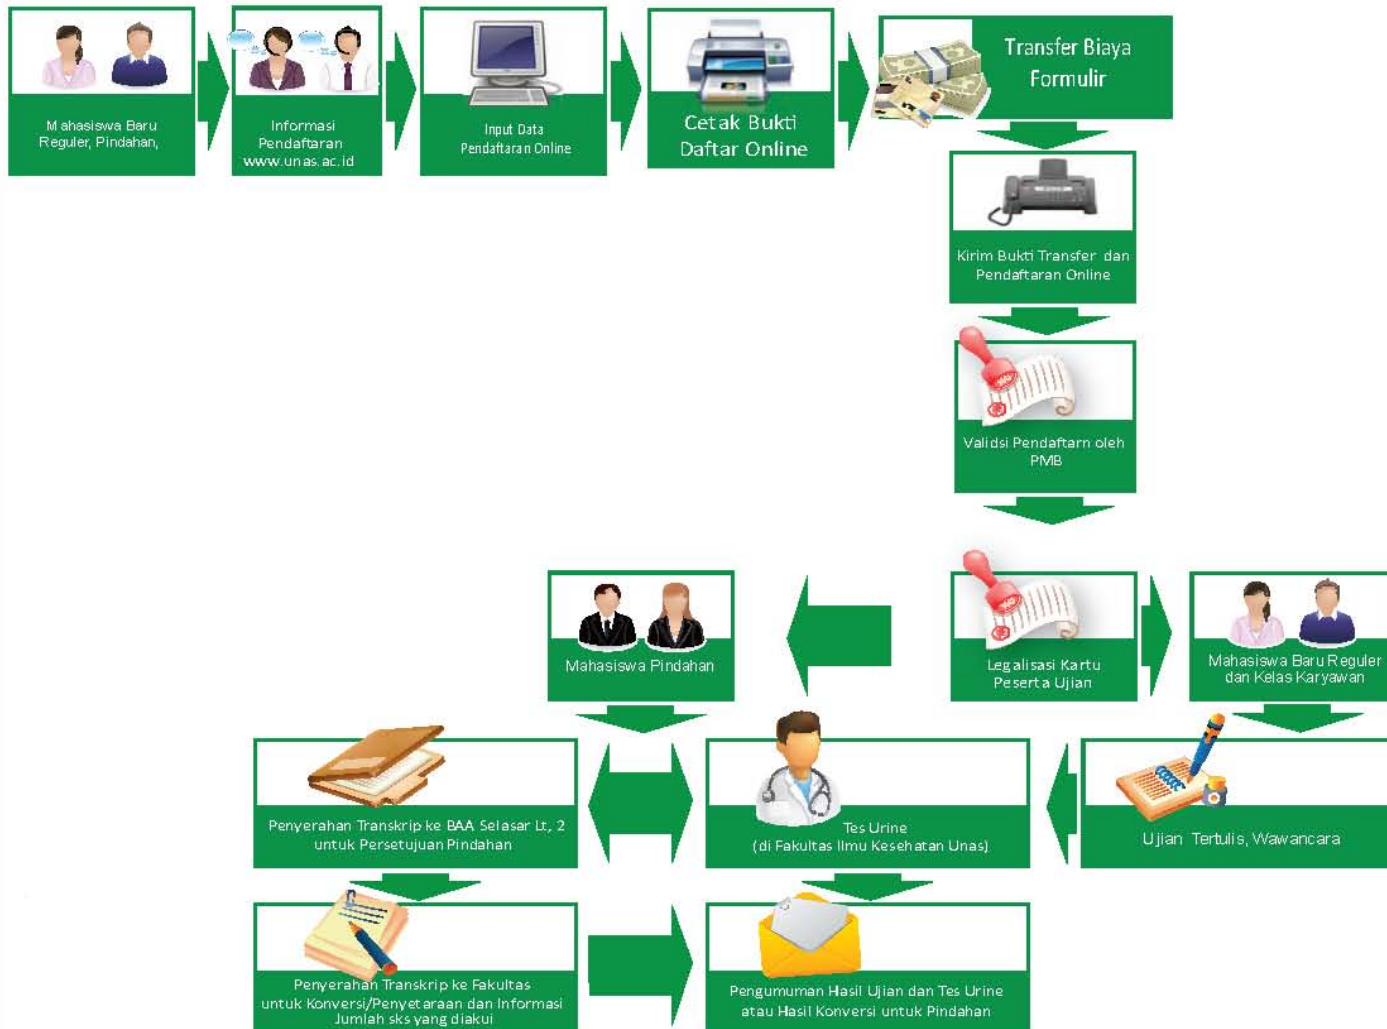 Mahasiswa Baru
Reguler, Pindahan,
Informasi
Pendaftaran
www.unas.ac.id
Input Data
Pendaftaran Online
Cetak Bukti
Daftar Online
Transfer Biaya
Formulir
Kirim Bukti Transfer dan
Pendaftaran Online
Validsi Pendaftarn oleh
PMB
Legalisasi Kartu
Peserta Ujian
Mahasiswa Baru Reguler
dan Kelas Karyawan
Mahasiswa Pindahan
Penyerahan Transkrip ke BAA Selasar Lt, 2
untuk Persetujuan Pindahan
Tes Urine
(di Fakultas Ilmu Kesehatan Unas)
Ujian Tertulis, Wawancara
Penyerahan Transkrip ke Fakultas
untuk Konversi/Penyetaraan dan Informasi
Jumlah sks yang diakui
Pengumuman Hasil Ujian dan Tes Urine
atau Hasil Konversi untuk Pindahan